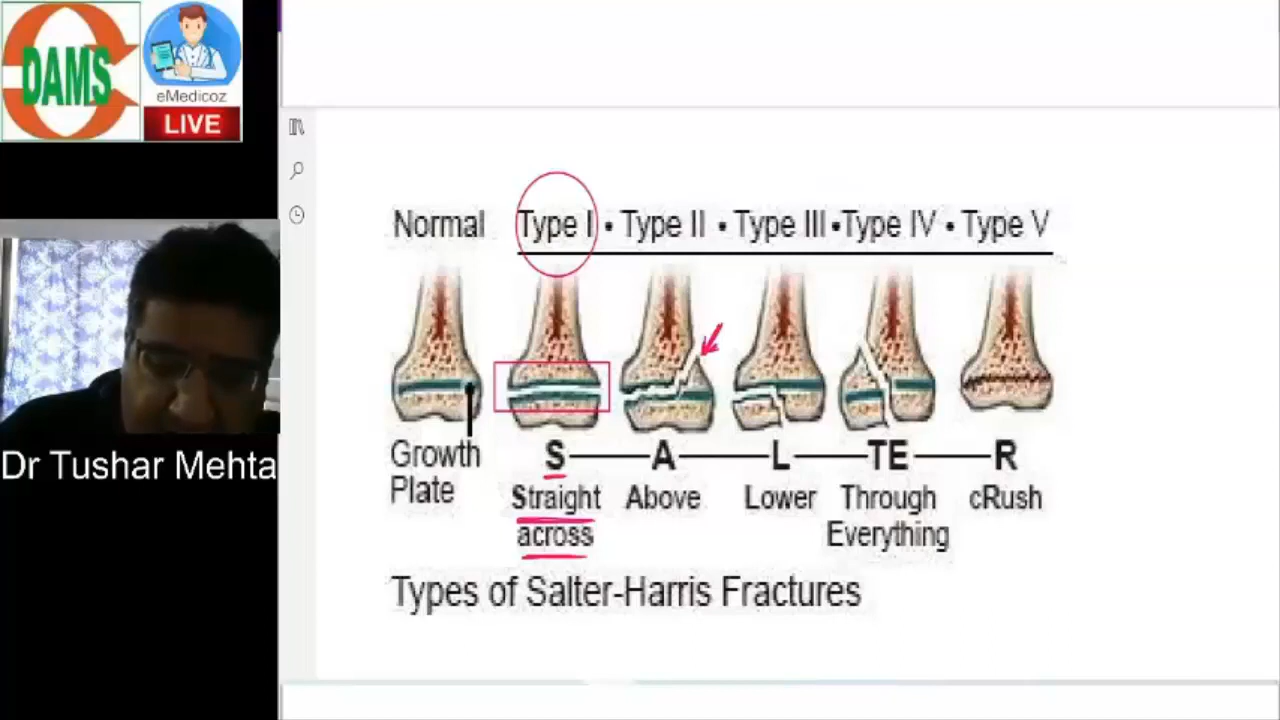 DAMS
eMedicoz
LIVE
Dr Tushar Mehta
Normal Type I • Type II • Type III • Type IV • Type V
Growth
Plate
S A L TE R
Straight
across
Above
Lower
Through
Everything
cRush
Types of Salter-Harris Fractures